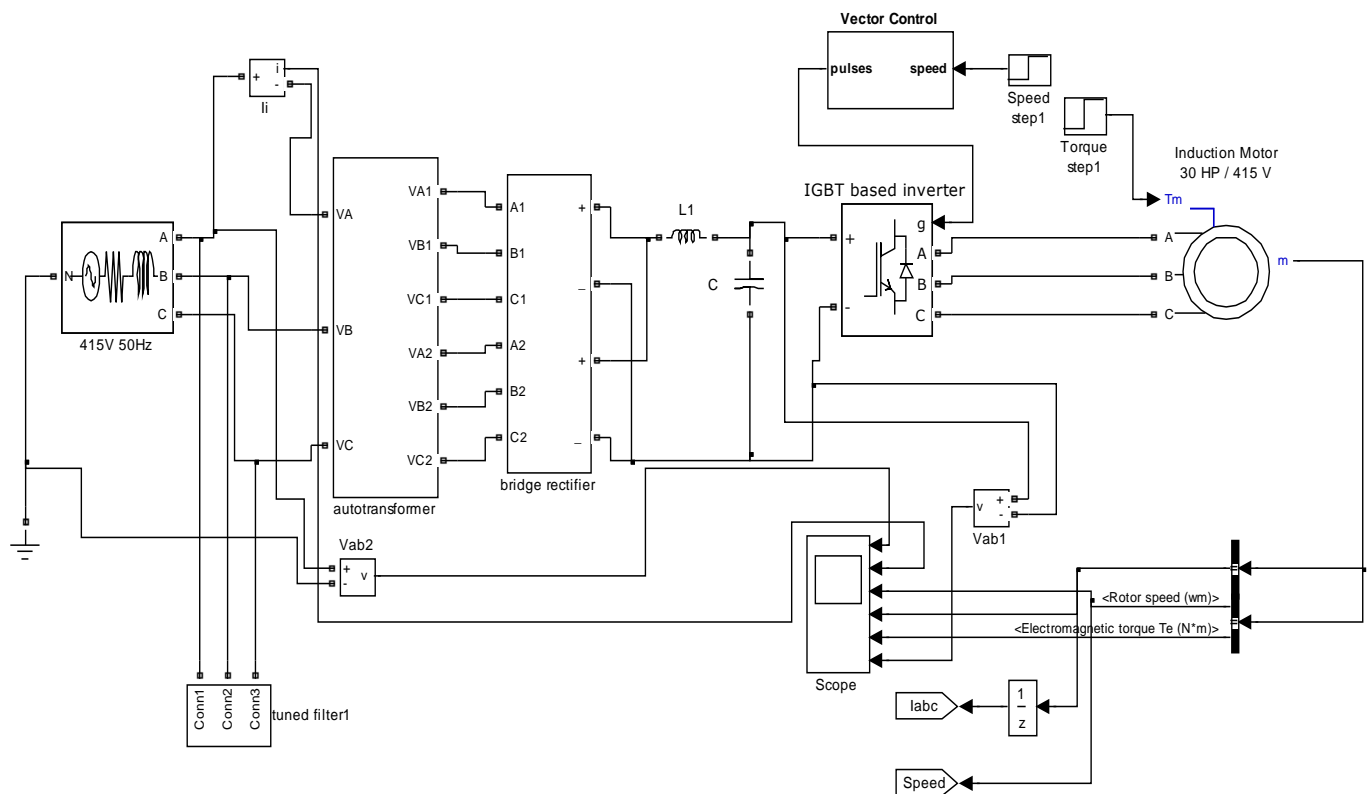 Vector Control
pulses
speed
Speed
step1
Torque
step1
Induction Motor
30 HP / 415 V
Tm
A
B
C
m
+
i
-
Ii
N
A
B
C
415V 50Hz
VA
VB
VC
VA1
VB1
VC1
VA2
VB2
VC2
autotransformer
A1
B1
C1
A2
B2
C2
+
_
+
_
bridge rectifier
L1
C
IGBT based inverter
g
+
-
A
B
C
+
-
v
Vab1
Vab2
+
-
v
Scope
<Rotor speed (wm)>
<Electromagnetic torque Te (N*m)>
Iabc
1
z
Speed
Conn1
Conn2
Conn3
tuned filter1